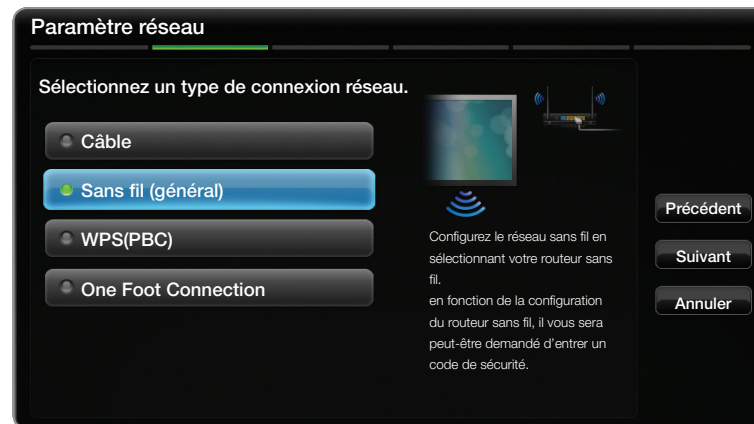 Paramètre réseau
Sélectionnez un type de connexion réseau.
Câble
Sans fil (général)
WPS(PBC)
One Foot Connection
Configurez le réseau sans fil en
sélectionnant votre routeur sans
fil.
en fonction de la configuration
du routeur sans fil, il vous sera
peut-être demandé d'entrer un
code de sécurité.
Précédent
Suivant
Annuler